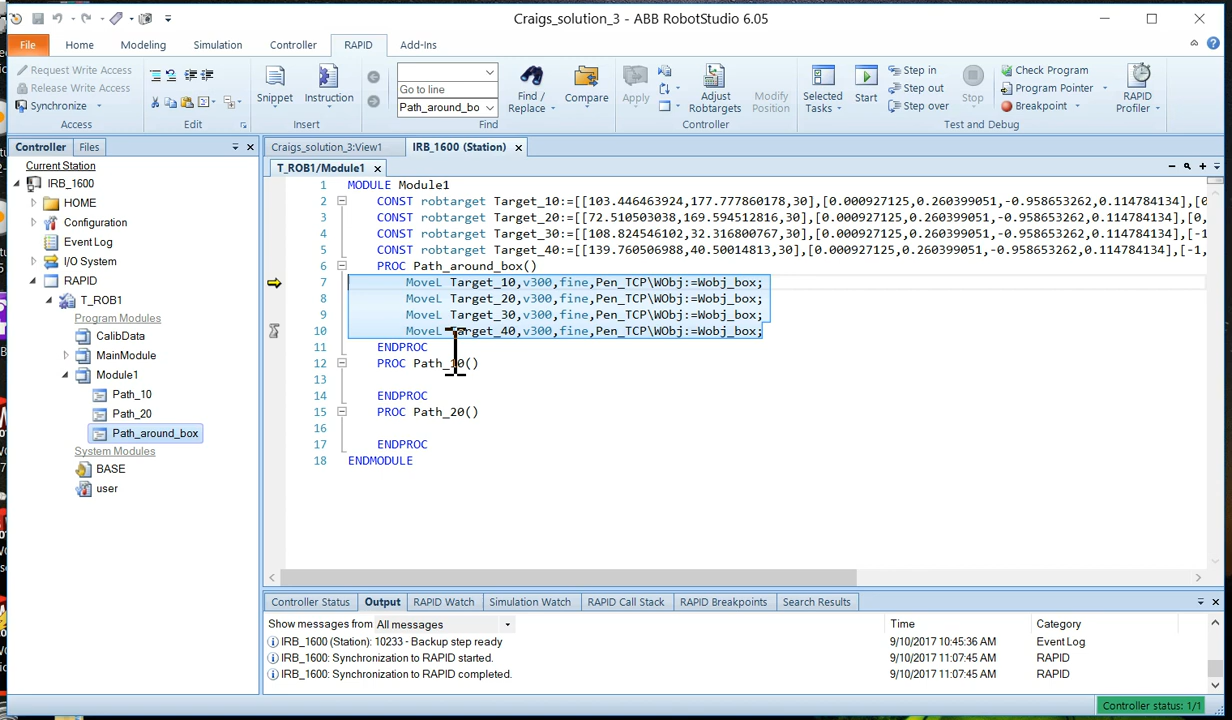 Craigs_solution_3 - ABB RobotStudio 6.05
File Home Modeling Simulation Controller RAPID Add-Ins
Request Write Access
Release Write Access
Synchronize
Access
Edit
Snippet
Instruction
Insert
Go to line
Path_around_bo
Find
Find / Replace
Compare
Apply
Adjust Robtargets
Modify Position
Controller
Selected Tasks
Start
Step in
Step out
Step over
Stop
Check Program
Program Pointer
Breakpoint
Test and Debug
RAPID Profiler
Controller Files
Current Station
IRB_1600
HOME
Configuration
Event Log
I/O System
RAPID
T_ROB1
Program Modules
CalibData
MainModule
Module1
Path_10
Path_20
Path_around_box
System Modules
BASE
user
Craigs_solution_3:View1 IRB_1600 (Station)
T_ROB1/Module1
1 MODULE Module1
2 CONST robtarget Target_10:=[[103.446463924,177.777860178,30],[0.000927125,0.260399051,-0.958653262,0.114784134],[0
3 CONST robtarget Target_20:=[[72.510503038,169.594512816,30],[0.000927125,0.260399051,-0.958653262,0.114784134],[0,
4 CONST robtarget Target_30:=[[108.824546102,32.316800767,30],[0.000927125,0.260399051,-0.958653262,0.114784134],[-1
5 CONST robtarget Target_40:=[[139.760506988,40.50014813,30],[0.000927125,0.260399051,-0.958653262,0.114784134],[-1,
6 PROC Path_around_box()
7 MoveL Target_10,v300,fine,Pen_TCP\WObj:=Wobj_box;
8 MoveL Target_20,v300,fine,Pen_TCP\WObj:=Wobj_box;
9 MoveL Target_30,v300,fine,Pen_TCP\WObj:=Wobj_box;
10 MoveL Target_40,v300,fine,Pen_TCP\WObj:=Wobj_box;
11 ENDPROC
12 PROC Path_10()
13
14 ENDPROC
15 PROC Path_20()
16
17 ENDPROC
18 ENDMODULE
Controller Status Output RAPID Watch Simulation Watch RAPID Call Stack RAPID Breakpoints Search Results
Show messages from All messages Time Category
IRB_1600 (Station): 10233 - Backup step ready 9/10/2017 10:45:36 AM Event Log
IRB_1600: Synchronization to RAPID started. 9/10/2017 11:07:45 AM RAPID
IRB_1600: Synchronization to RAPID completed. 9/10/2017 11:07:45 AM RAPID
Controller status: 1/1